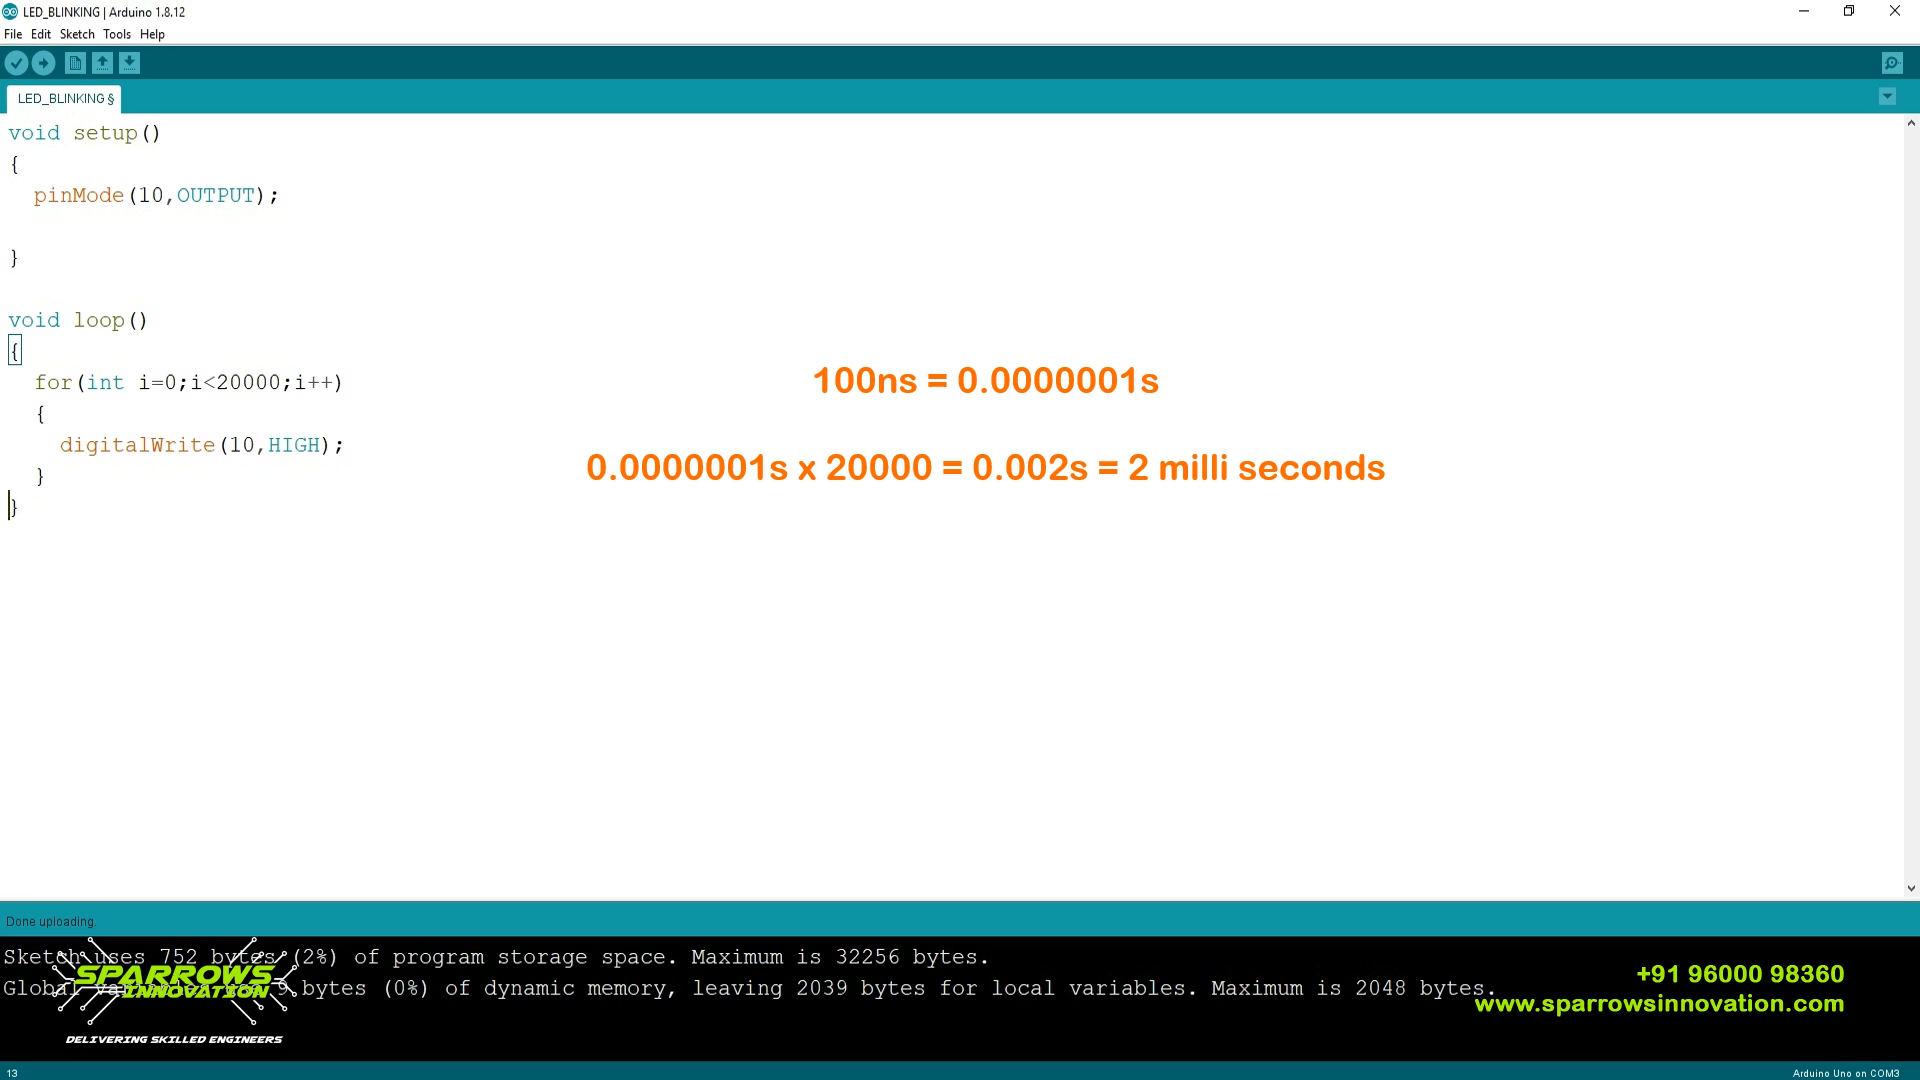 LED_BLINKING | Arduino 1.8.12
File Edit Sketch Tools Help
LED_BLINKING §
void setup()
{
pinMode(10,OUTPUT);
}
void loop()
{
for(int i=0;i<20000;i++)
{
digitalWrite(10,HIGH);
}
}
100ns = 0.0000001s
0.0000001s x 20000 = 0.002s = 2 milli seconds
Done uploading.
Sketch uses 752 bytes (2%) of program storage space. Maximum is 32256 bytes.
Global variables use 9 bytes (0%) of dynamic memory, leaving 2039 bytes for local variables. Maximum is 2048 bytes.
SPARROWS
INNOVATION
DELIVERING SKILLED ENGINEERS
+91 96000 98360
www.sparrowsinnovation.com
13
Arduino Uno on COM3